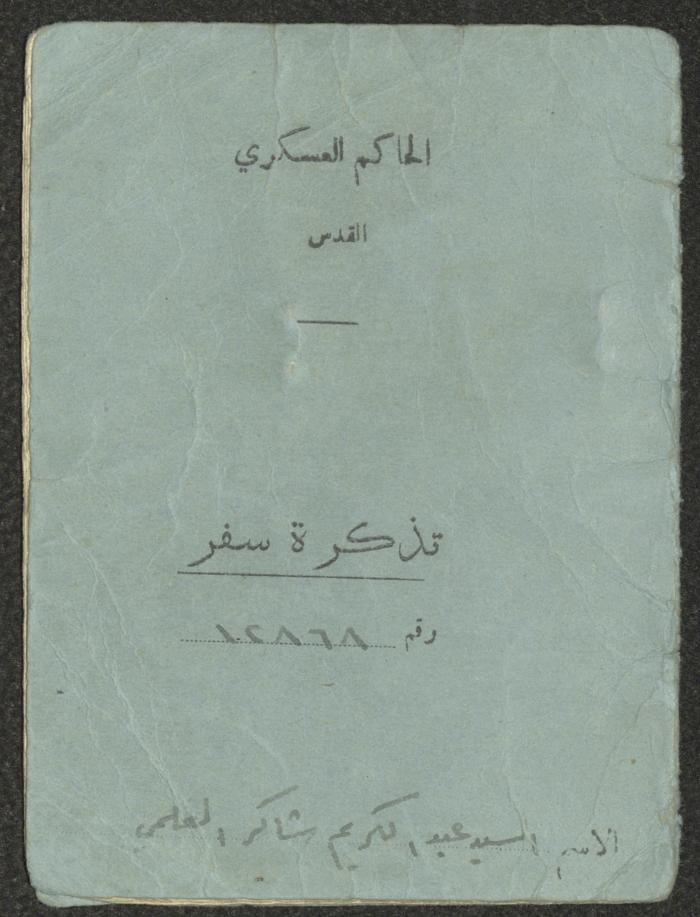 الحاكم العسكري
القدس
تذكرة سفر
رقم ١٢٨٦٨
الاسم السيد عبد الكريم شاكر العلمي